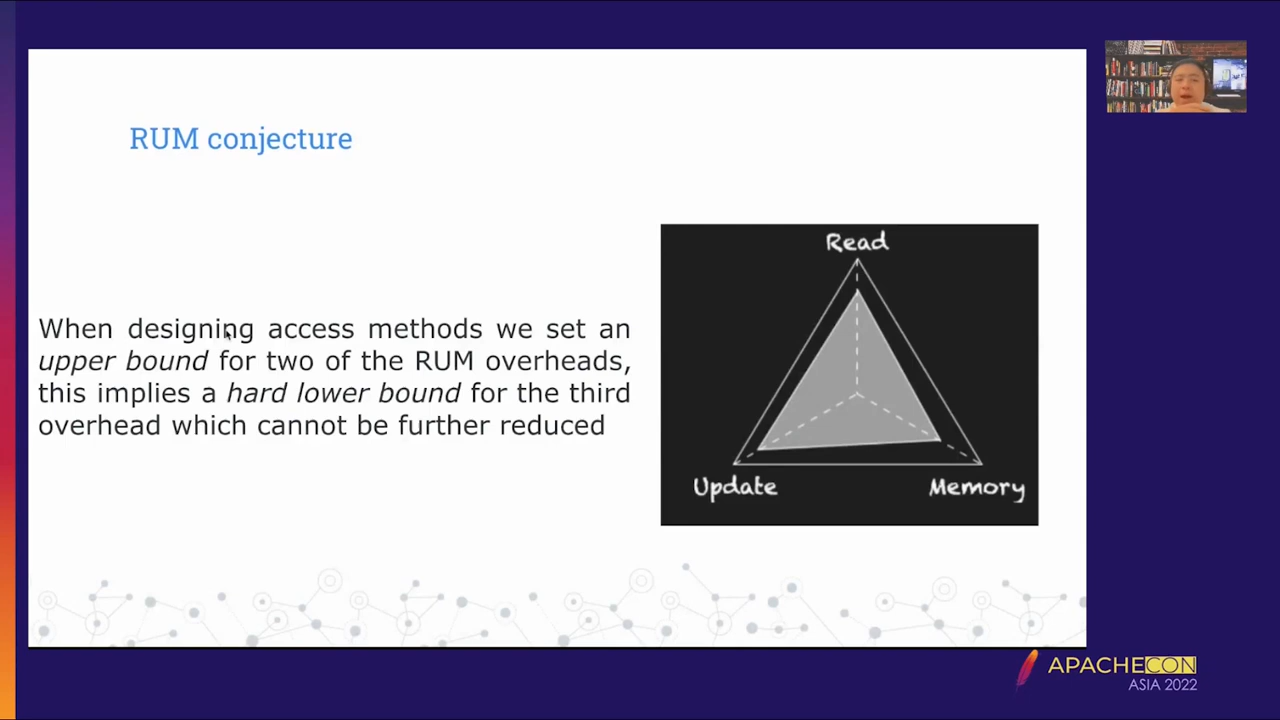 RUM conjecture
When designing access methods we set an
upper bound for two of the RUM overheads,
this implies a hard lower bound for the third
overhead which cannot be further reduced
Read
Update
Memory
APACHECON
ASIA 2022